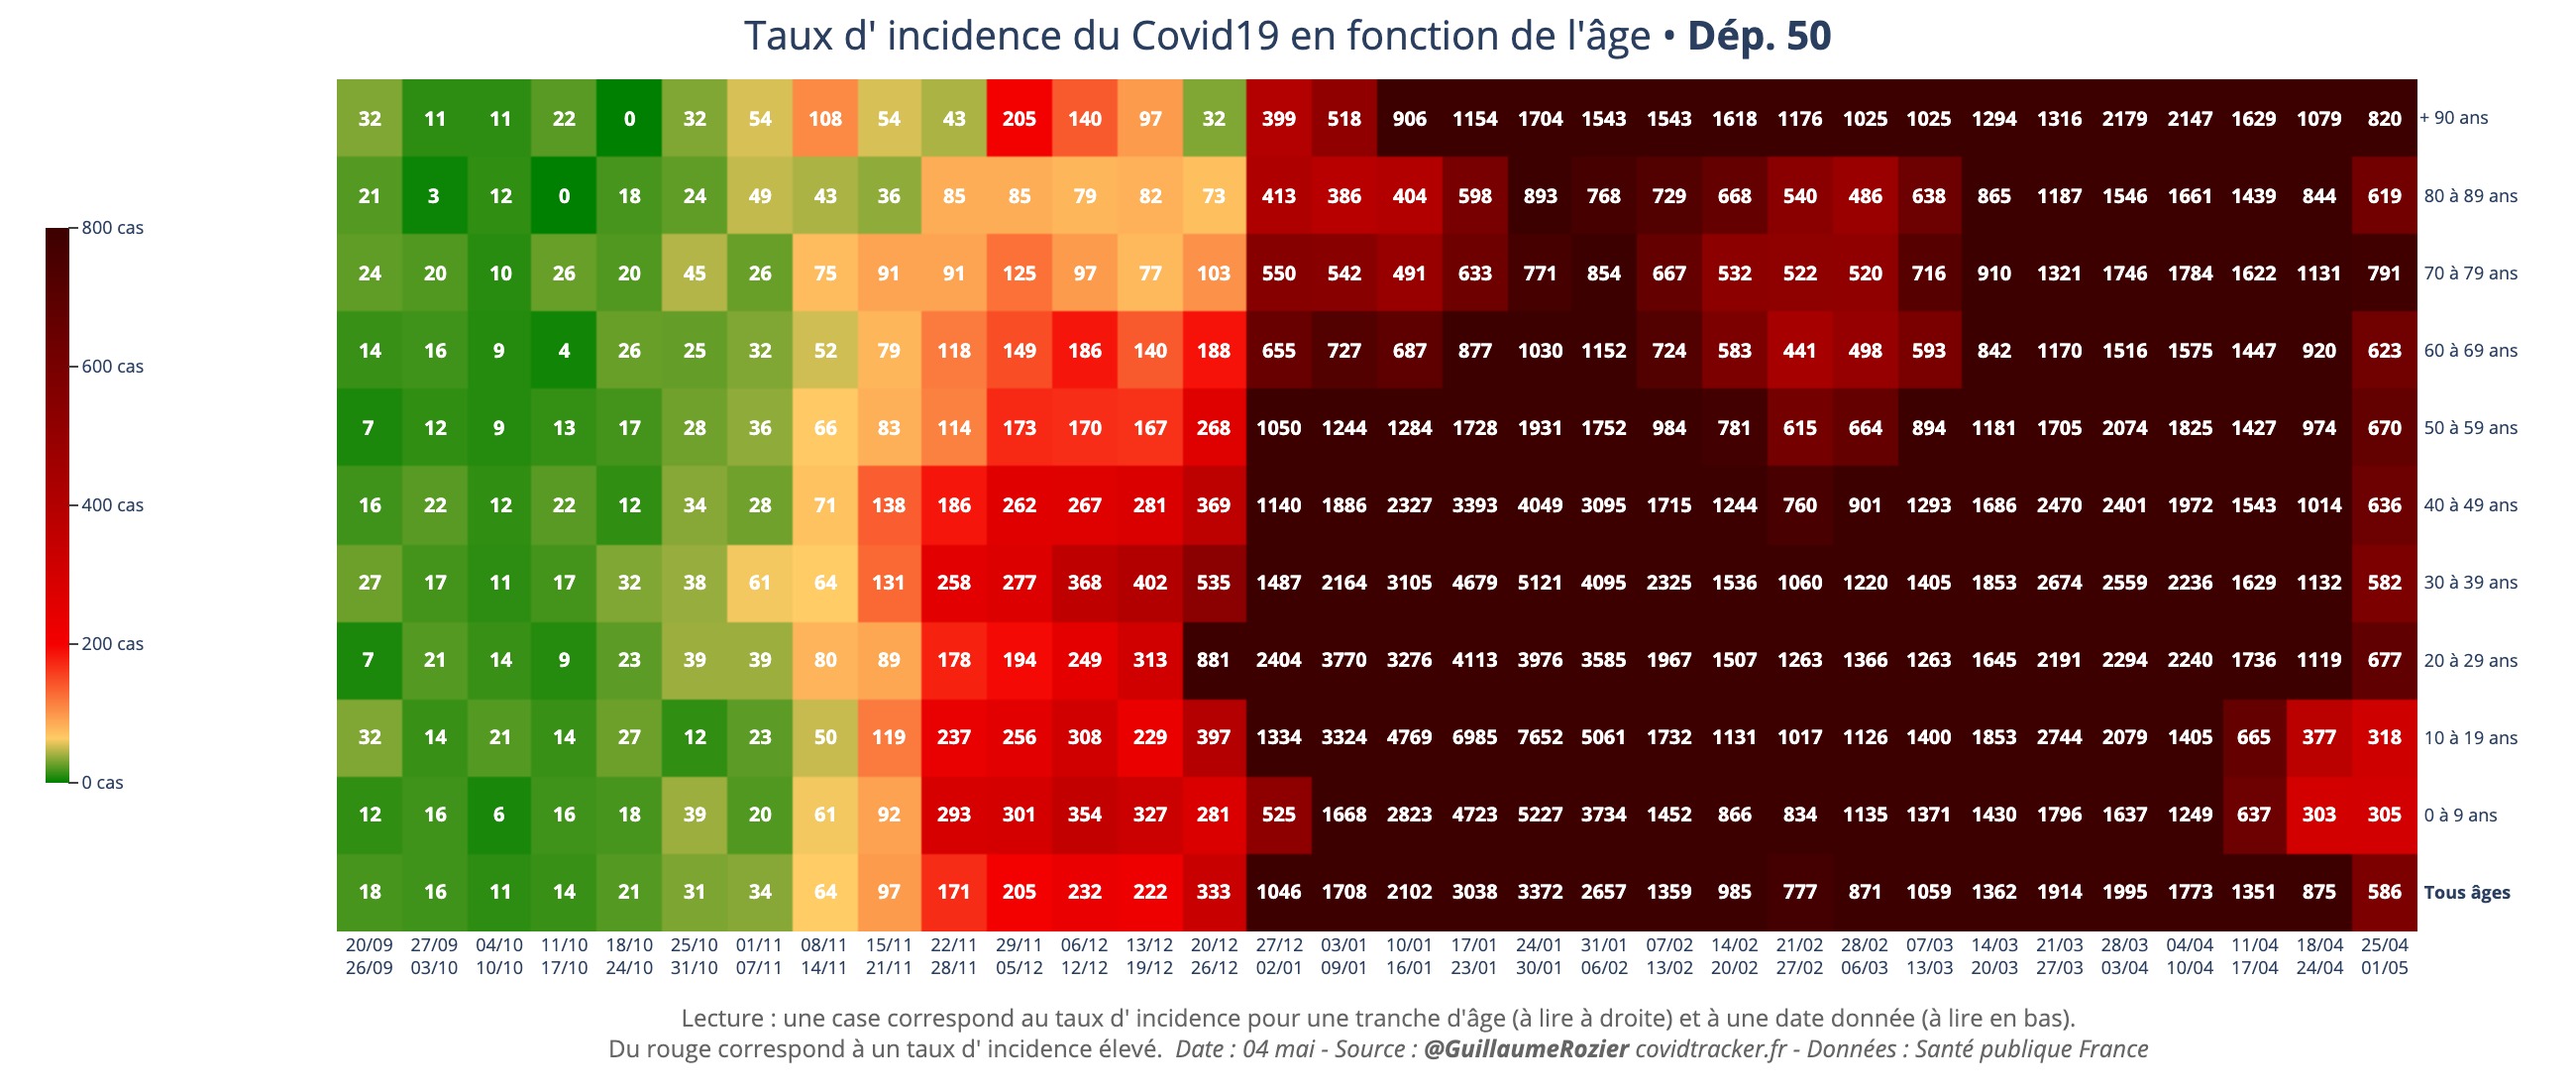 Taux d' incidence du Covid19 en fonction de l'âge • Dép. 50
32 11 11 22 0 32 54 108 54 43 205 140 97 32 399 518 906 1154 1704 1543 1543 1618 1176 1025 1025 1294 1316 2179 2147 1629 1079 820 + 90 ans
21 3 12 0 18 24 49 43 36 85 85 79 82 73 413 386 404 598 893 768 729 668 540 486 638 865 1187 1546 1661 1439 844 619 80 à 89 ans
800 cas
24 20 10 26 20 45 26 75 91 91 125 97 77 103 550 542 491 633 771 854 667 532 522 520 716 910 1321 1746 1784 1622 1131 791 70 à 79 ans
14 16 9 4 26 25 32 52 79 118 149 186 140 188 655 727 687 877 1030 1152 724 583 441 498 593 842 1170 1516 1575 1447 920 623 60 à 69 ans
600 cas
7 12 9 13 17 28 36 66 83 114 173 170 167 268 1050 1244 1284 1728 1931 1752 984 781 615 664 894 1181 1705 2074 1825 1427 974 670 50 à 59 ans
400 cas
16 22 12 22 12 34 28 71 138 186 262 267 281 369 1140 1886 2327 3393 4049 3095 1715 1244 760 901 1293 1686 2470 2401 1972 1543 1014 636 40 à 49 ans
27 17 11 17 32 38 61 64 131 258 277 368 402 535 1487 2164 3105 4679 5121 4095 2325 1536 1060 1220 1405 1853 2674 2559 2236 1629 1132 582 30 à 39 ans
200 cas
7 21 14 9 23 39 39 80 89 178 194 249 313 881 2404 3770 3276 4113 3976 3585 1967 1507 1263 1366 1263 1645 2191 2294 2240 1736 1119 677 20 à 29 ans
32 14 21 14 27 12 23 50 119 237 256 308 229 397 1334 3324 4769 6985 7652 5061 1732 1131 1017 1126 1400 1853 2744 2079 1405 665 377 318 10 à 19 ans
0 cas
12 16 6 16 18 39 20 61 92 293 301 354 327 281 525 1668 2823 4723 5227 3734 1452 866 834 1135 1371 1430 1796 1637 1249 637 303 305 0 à 9 ans
18 16 11 14 21 31 34 64 97 171 205 232 222 333 1046 1708 2102 3038 3372 2657 1359 985 777 871 1059 1362 1914 1995 1773 1351 875 586 Tous âges
20/09 27/09 04/10 11/10 18/10 25/10 01/11 08/11 15/11 22/11 29/11 06/12 13/12 20/12 27/12 03/01 10/01 17/01 24/01 31/01 07/02 14/02 21/02 28/02 07/03 14/03 21/03 28/03 04/04 11/04 18/04 25/04
26/09 03/10 10/10 17/10 24/10 31/10 07/11 14/11 21/11 28/11 05/12 12/12 19/12 26/12 02/01 09/01 16/01 23/01 30/01 06/02 13/02 20/02 27/02 06/03 13/03 20/03 27/03 03/04 10/04 17/04 24/04 01/05
Lecture : une case correspond au taux d' incidence pour une tranche d'âge (à lire à droite) et à une date donnée (à lire en bas).
Du rouge correspond à un taux d' incidence élevé. Date : 04 mai - Source : @GuillaumeRozier covidtracker.fr - Données : Santé publique France